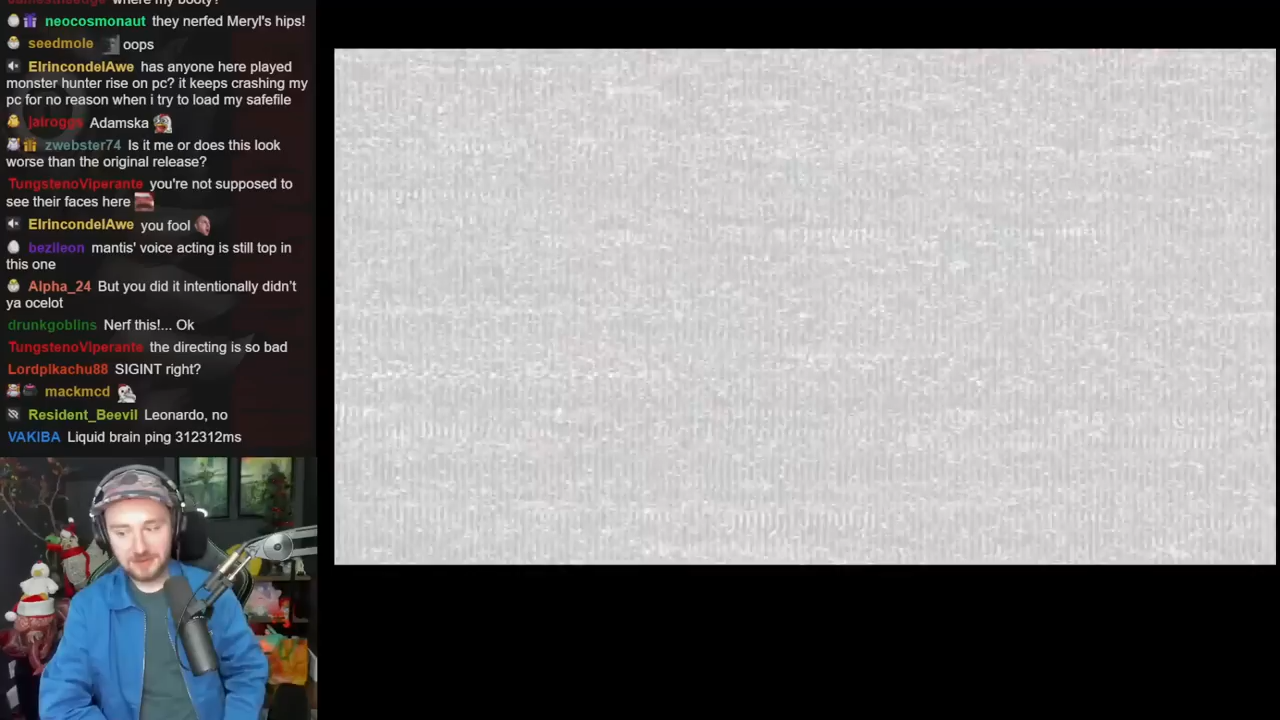 where my booty?
neocosmonaut they nerfed Meryl's hips!
seedmole oops
ElrincondelAwe has anyone here played
monster hunter rise on pc? it keeps crashing my
pc for no reason when i try to load my safefile
jalroggs Adamska
zwebster74 Is it me or does this look
worse than the original release?
TungstenoViperante you're not supposed to
see their faces here
ElrincondelAwe you fool
bezileon mantis' voice acting is still top in
this one
Alpha_24 But you did it intentionally didn't
ya ocelot
drunkgoblins Nerf this!... Ok
TungstenoViperante the directing is so bad
Lordpikachu88 SIGINT right?
mackmcd
Resident_Beevil Leonardo, no
VAKIBA Liquid brain ping 312312ms